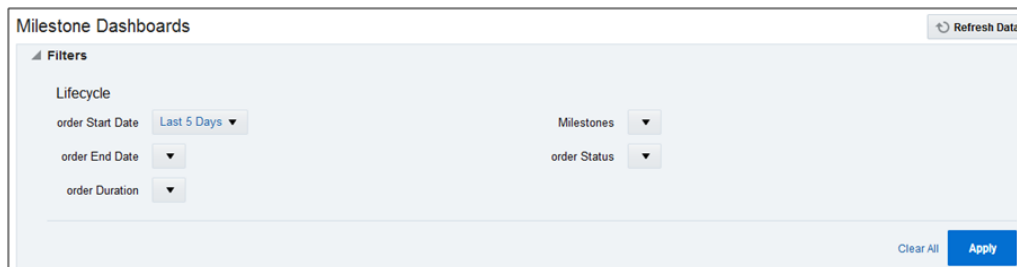 Milestone Dashboards
Refresh Data
Filters
Lifecycle
order Start Date Last 5 Days Milestones
order End Date order Status
order Duration
Clear All Apply